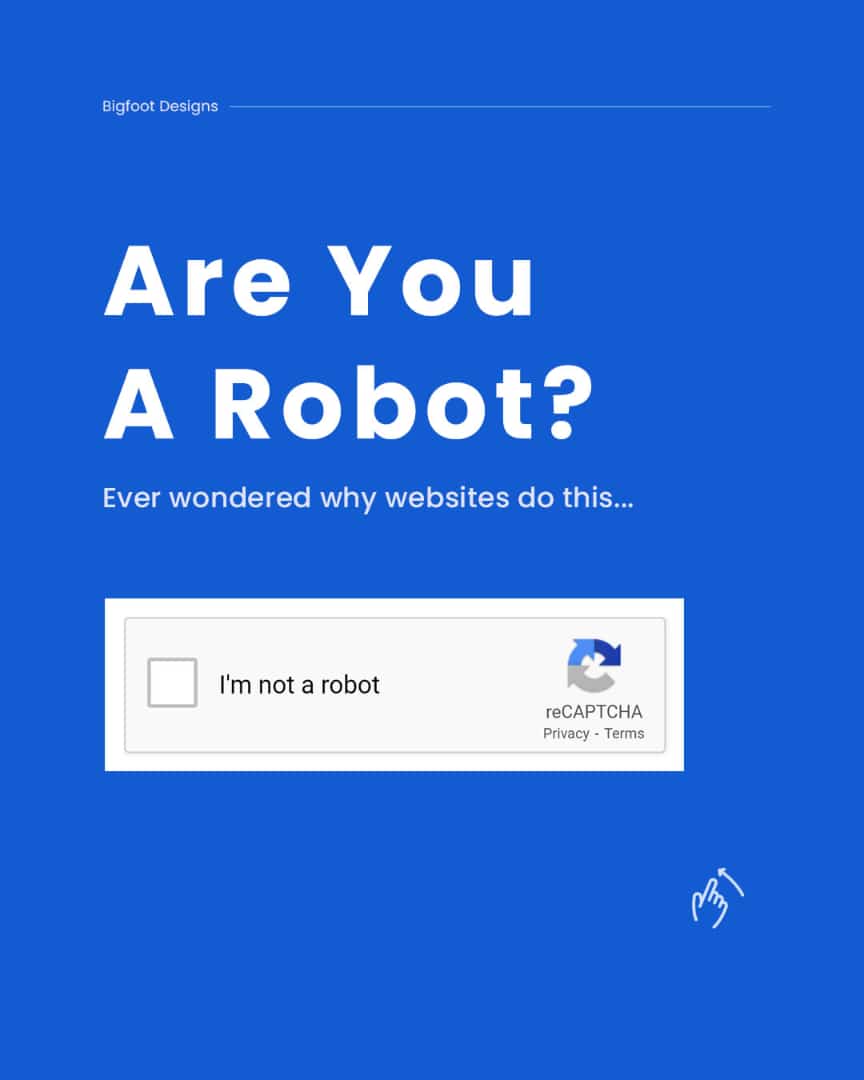 Bigfoot Designs
Are You
A Robot?
Ever wondered why websites do this...
I'm not a robot
reCAPTCHA
Privacy - Terms